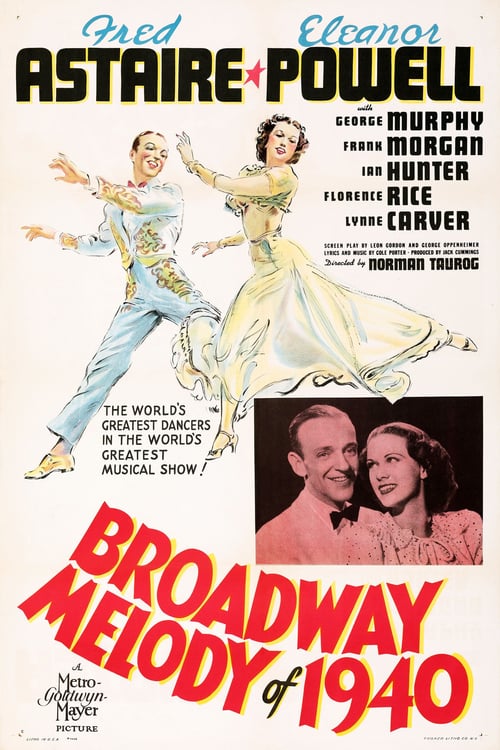 Fred Eleanor
ASTAIRE ★ POWELL
with
GEORGE MURPHY
FRANK MORGAN
IAN HUNTER
FLORENCE RICE
LYNNE CARVER
SCREEN PLAY BY LEON GORDON AND GEORGE OPPENHEIMER
LYRICS AND MUSIC BY COLE PORTER - PRODUCED BY JACK CUMMINGS
Directed by NORMAN TAUROG
THE WORLD'S
GREATEST DANCERS
IN THE WORLD'S
GREATEST
MUSICAL SHOW!
BROADWAY
MELODY of 1940
A
Metro-
Goldwyn-
Mayer
PICTURE